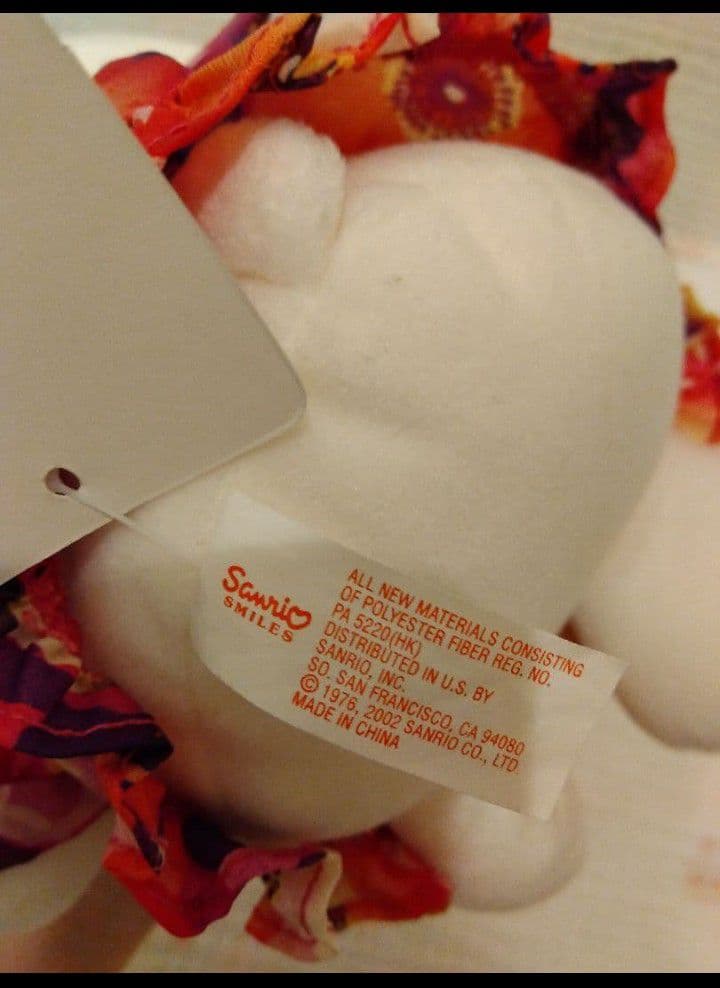 Sanrio
SMILES
ALL NEW MATERIALS CONSISTING
OF POLYESTER FIBER REG. NO.
PA 5220(HK)
DISTRIBUTED IN U.S. BY
SANRIO, INC.
SO. SAN FRANCISCO, CA 94080
© 1976, 2002 SANRIO CO., LTD.
MADE IN CHINA